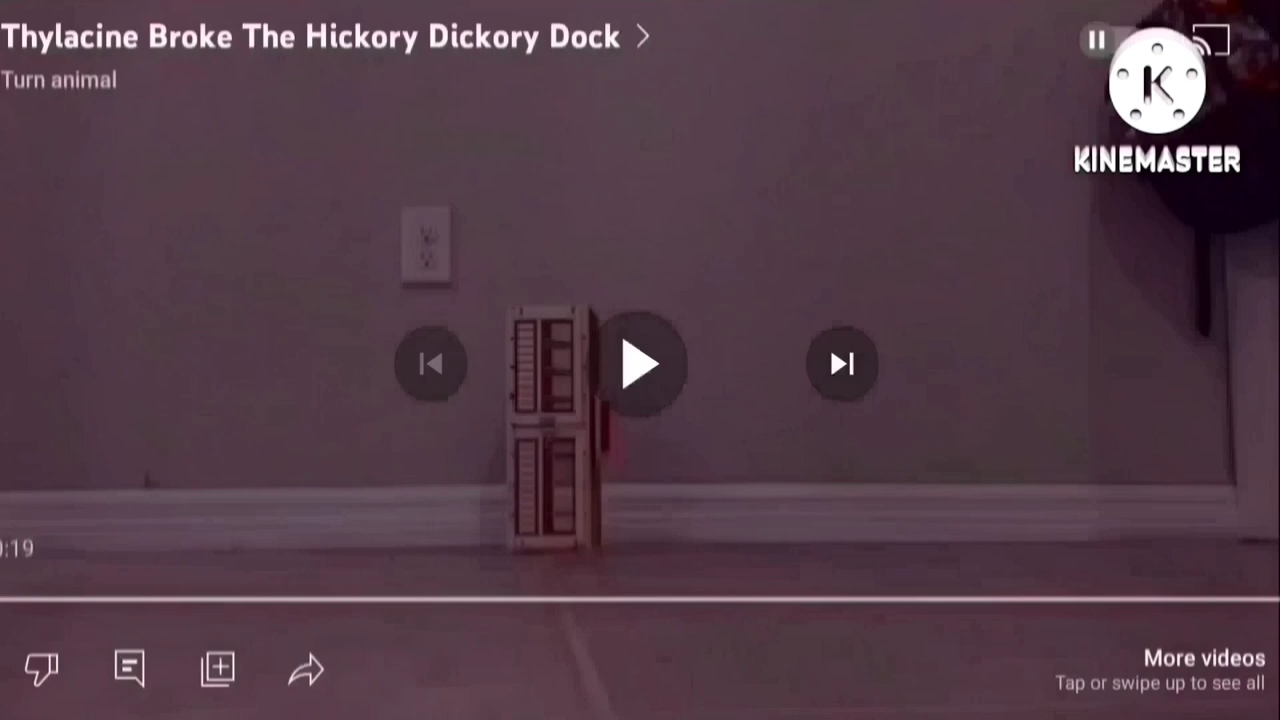 Thylacine Broke The Hickory Dickory Dock
Turn animal
K
KINEMASTER
0:19
More videos
Tap or swipe up to see all